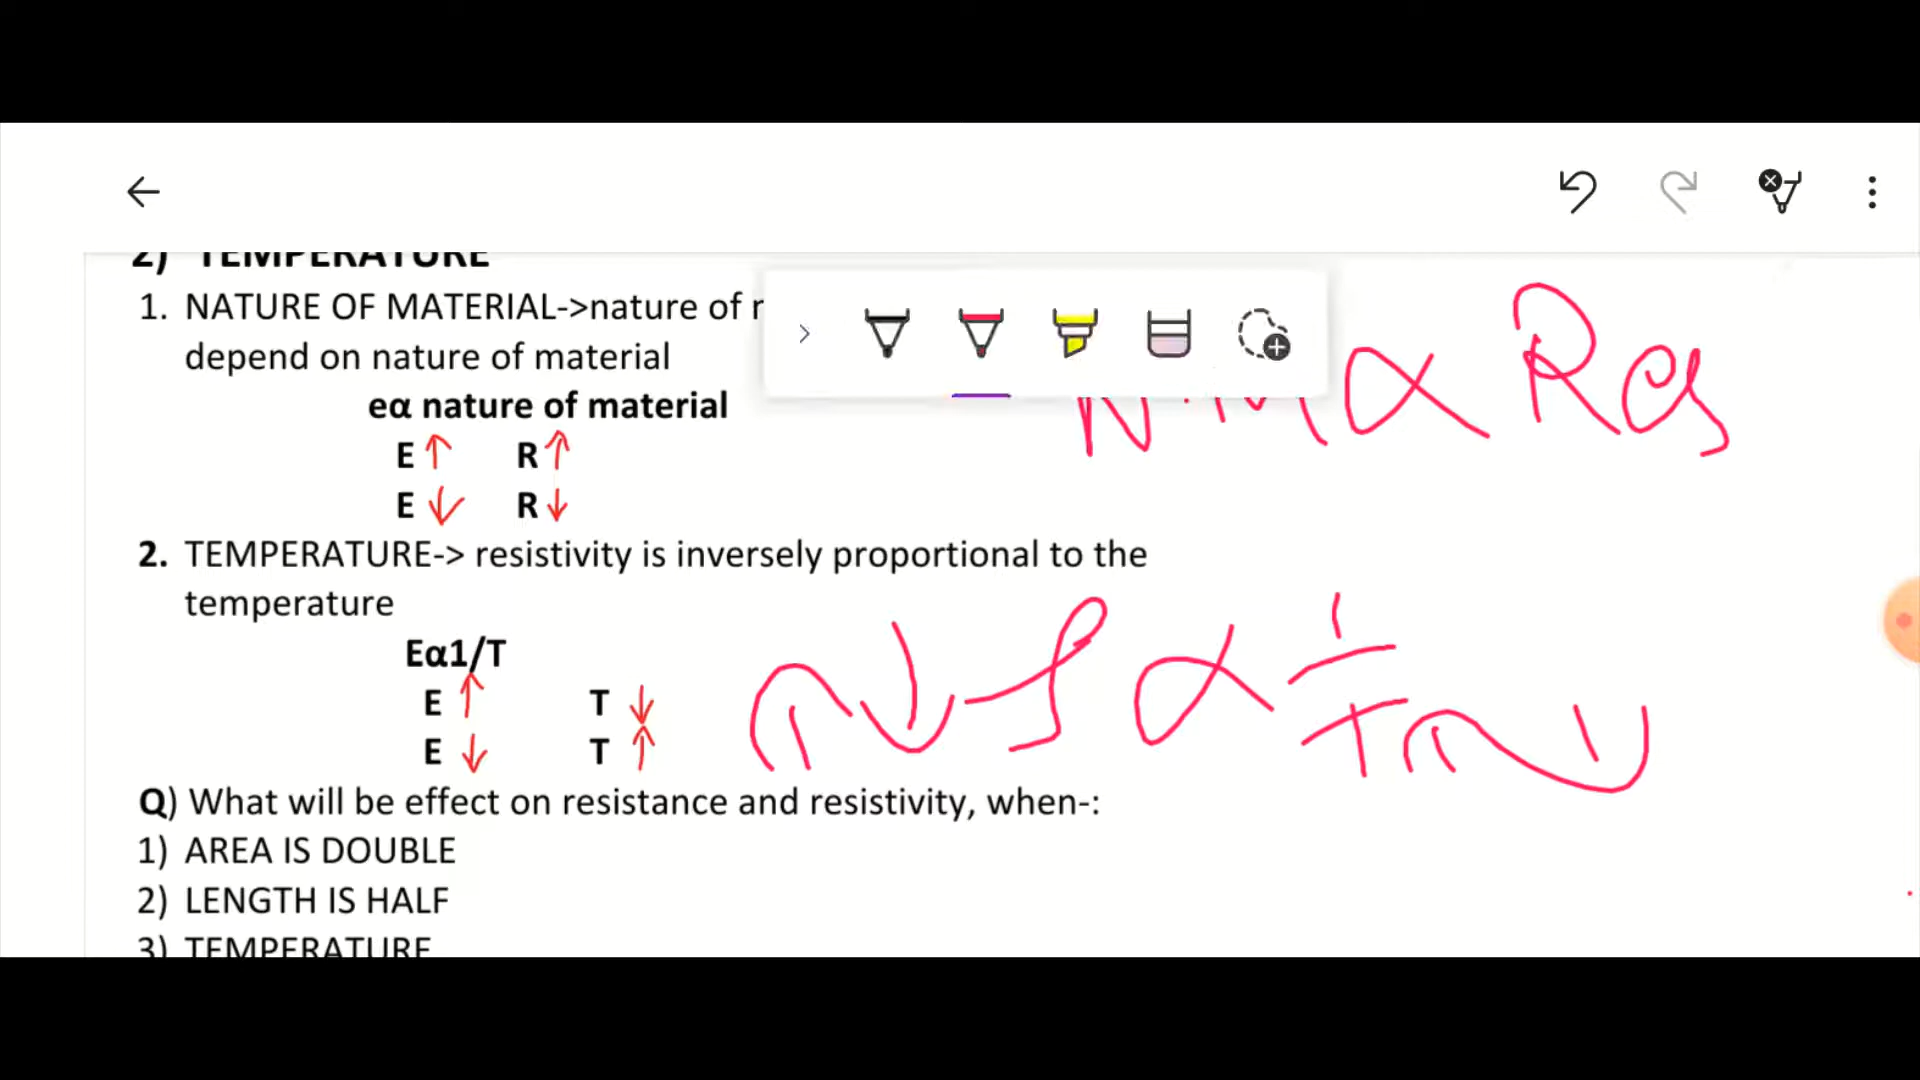 2) TEMPERATURE
1. NATURE OF MATERIAL->nature of
depend on nature of material
eα nature of material
E ↑ R ↑
E ↓ R ↓
N.M α Res
2. TEMPERATURE-> resistivity is inversely proportional to the
temperature
Eα1/T
E ↑ T ↓
E ↓ T ↑
↑↓ ρ α 1/T ↑↓
Q) What will be effect on resistance and resistivity, when-:
1) AREA IS DOUBLE
2) LENGTH IS HALF
3) TEMPERATURE